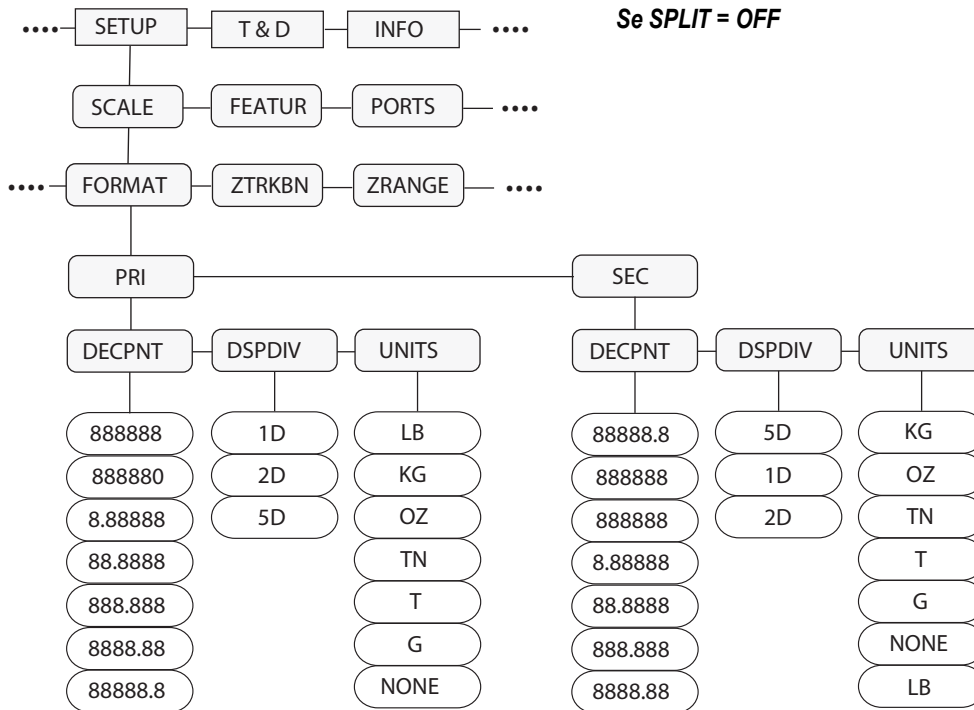 Se SPLIT = OFF
•••• SETUP T & D INFO ••••
SCALE FEATUR PORTS ••••
•••• FORMAT ZTRKBN ZRANGE ••••
PRI SEC
DECPNT DSPDIV UNITS DECPNT DSPDIV UNITS
888888 1D LB 88888.8 5D KG
888880 2D KG 888888 1D OZ
8.88888 5D OZ 888888 2D TN
88.8888 TN 8.88888 T
888.888 T 88.8888 G
8888.88 G 888.888 NONE
88888.8 NONE 8888.88 LB